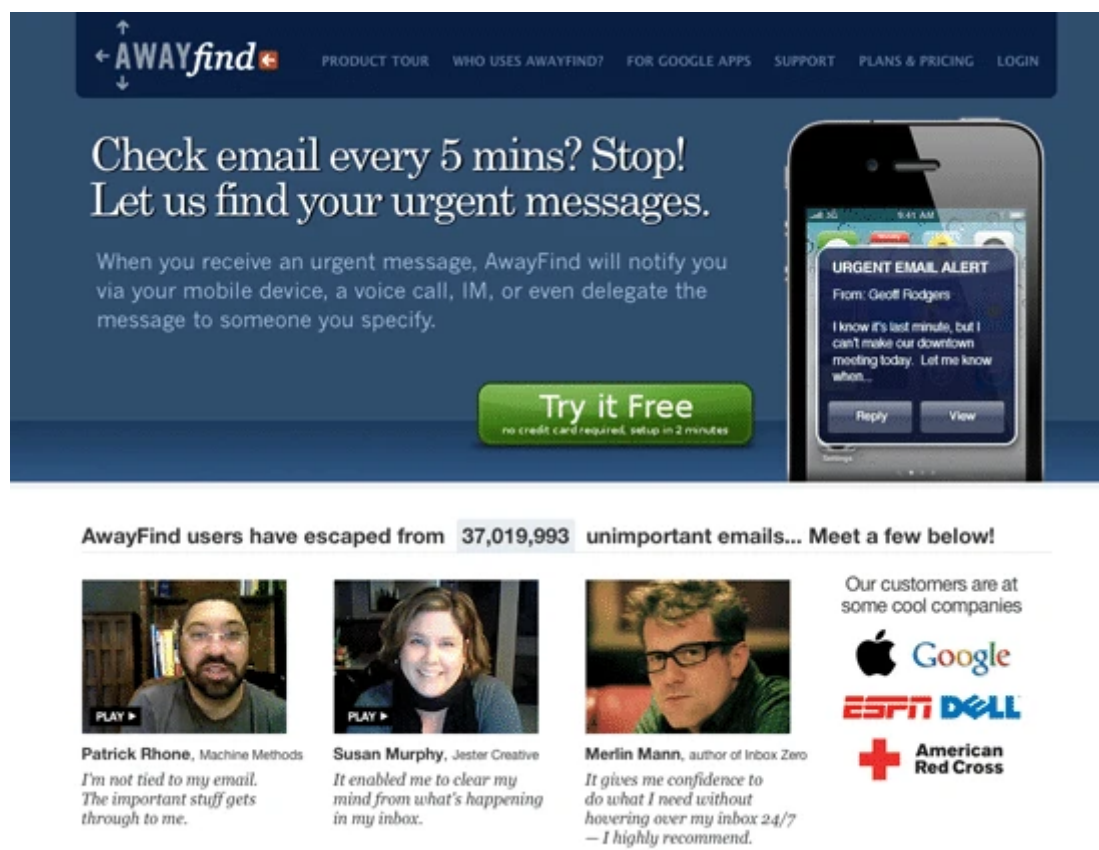 AWAYfind
PRODUCT TOUR WHO USES AWAYFIND? FOR GOOGLE APPS SUPPORT PLANS & PRICING LOGIN
Check email every 5 mins? Stop!
Let us find your urgent messages.
When you receive an urgent message, AwayFind will notify you
via your mobile device, a voice call, IM, or even delegate the
message to someone you specify.
Try it Free
no credit card required, setup in 2 minutes
3G 9:41 AM
URGENT EMAIL ALERT
From: Geoff Rodgers
I know it's last minute, but I
can't make our downtown
meeting today. Let me know
when...
Reply View
Settings
AwayFind users have escaped from 37,019,993 unimportant emails... Meet a few below!
PLAY
Patrick Rhone, Machine Methods
I'm not tied to my email.
The important stuff gets
through to me.
PLAY
Susan Murphy, Jester Creative
It enabled me to clear my
mind from what's happening
in my inbox.
Merlin Mann, author of Inbox Zero
It gives me confidence to
do what I need without
hovering over my inbox 24/7
— I highly recommend.
Our customers are at
some cool companies
Google
ESPN DELL
American
Red Cross